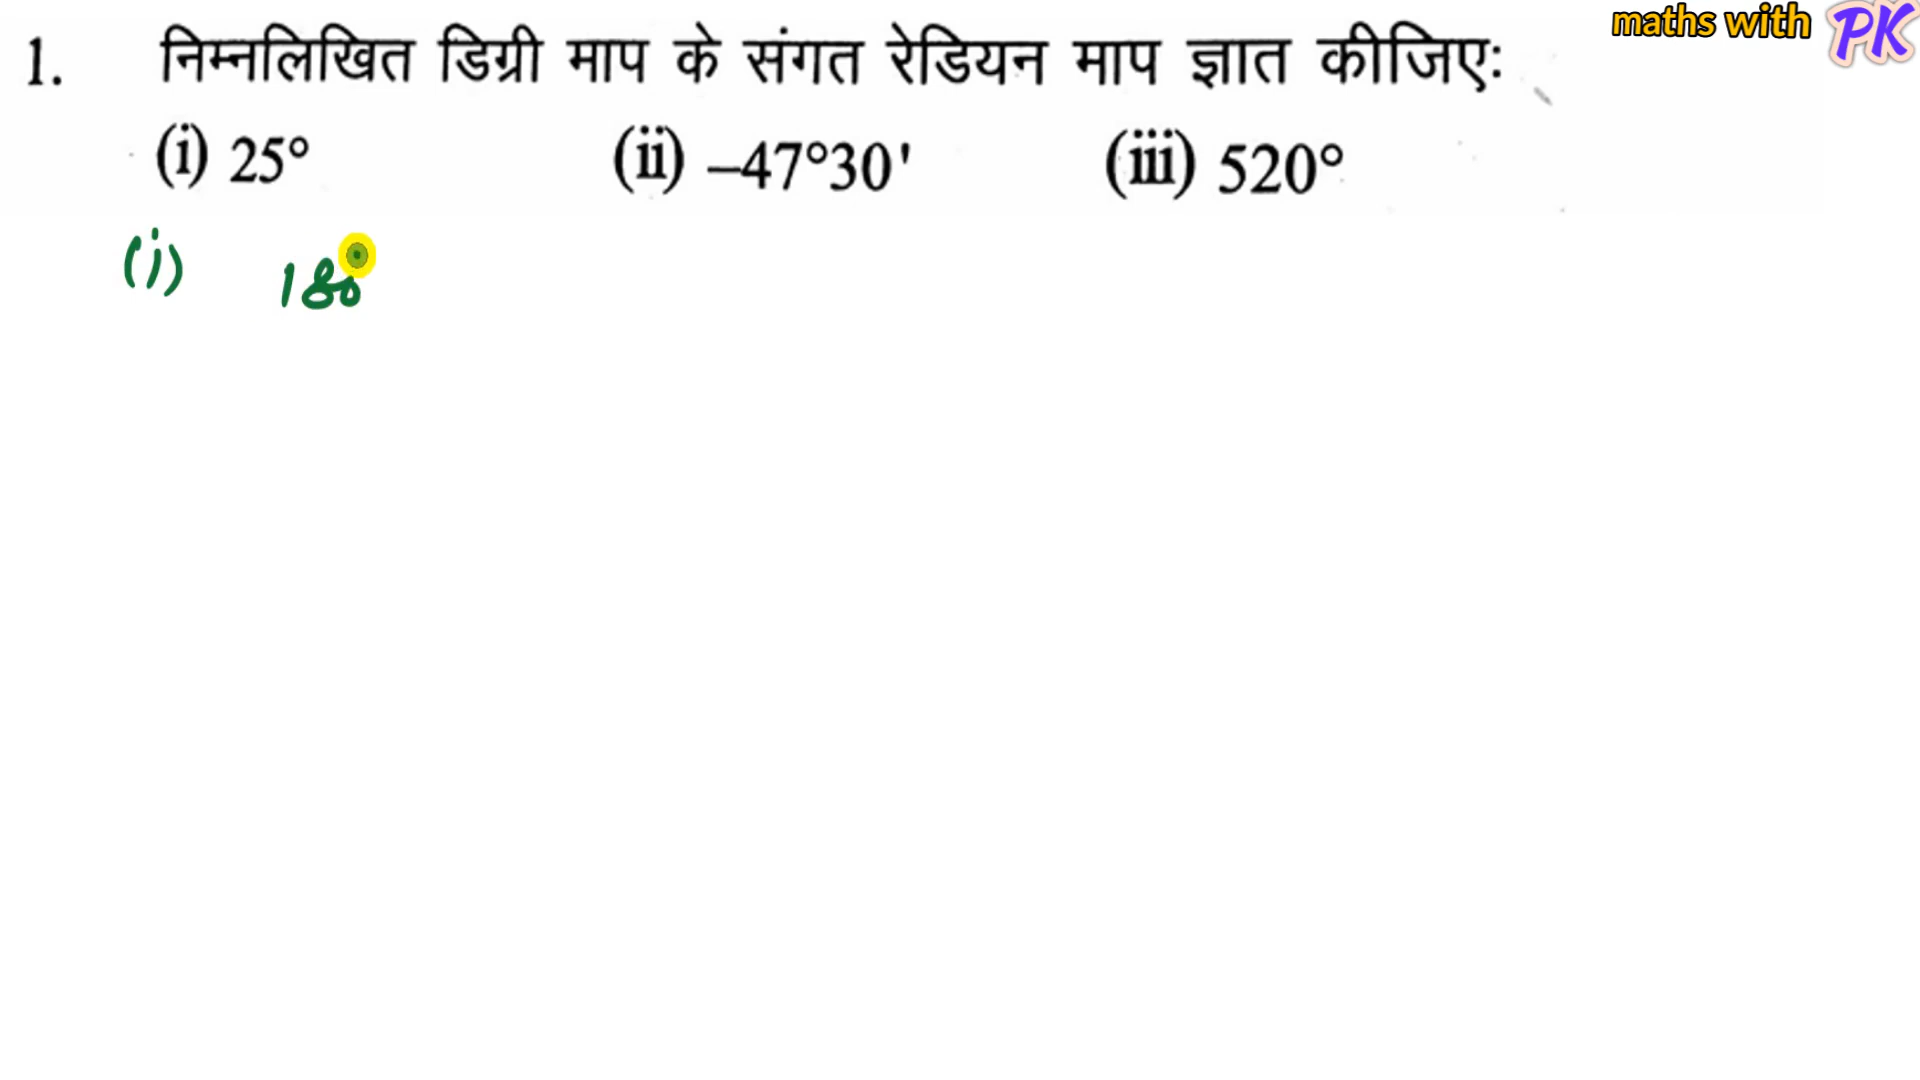 maths with PK
1. निम्नलिखित डिग्री माप के संगत रेडियन माप ज्ञात कीजिए:
(i) 25° (ii) –47°30' (iii) 520°
(i) 180°